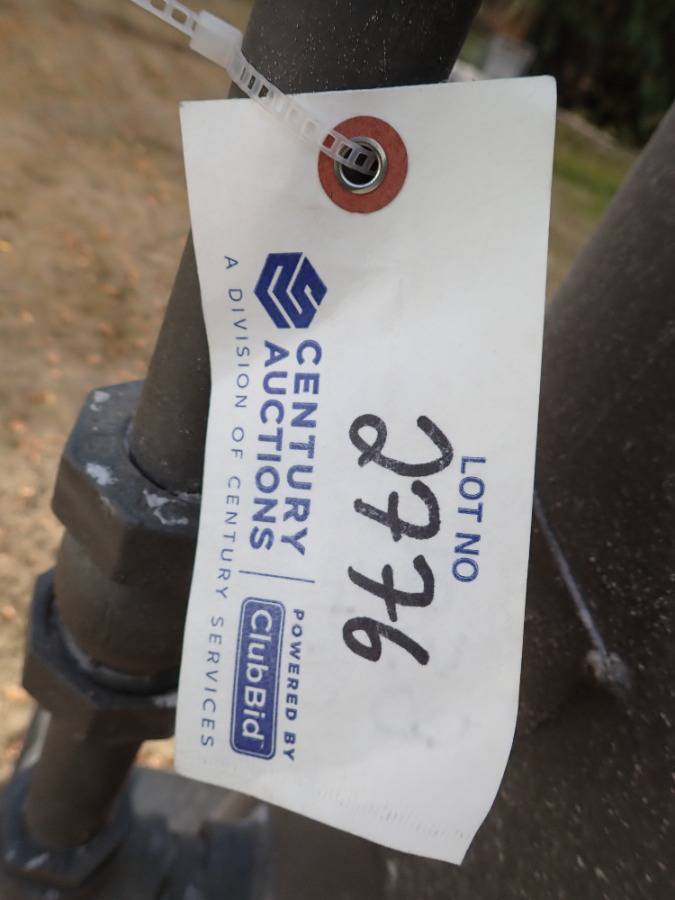 LOT NO
2776
CENTURY
AUCTIONS
POWERED BY
ClubBid
A DIVISION OF CENTURY SERVICES